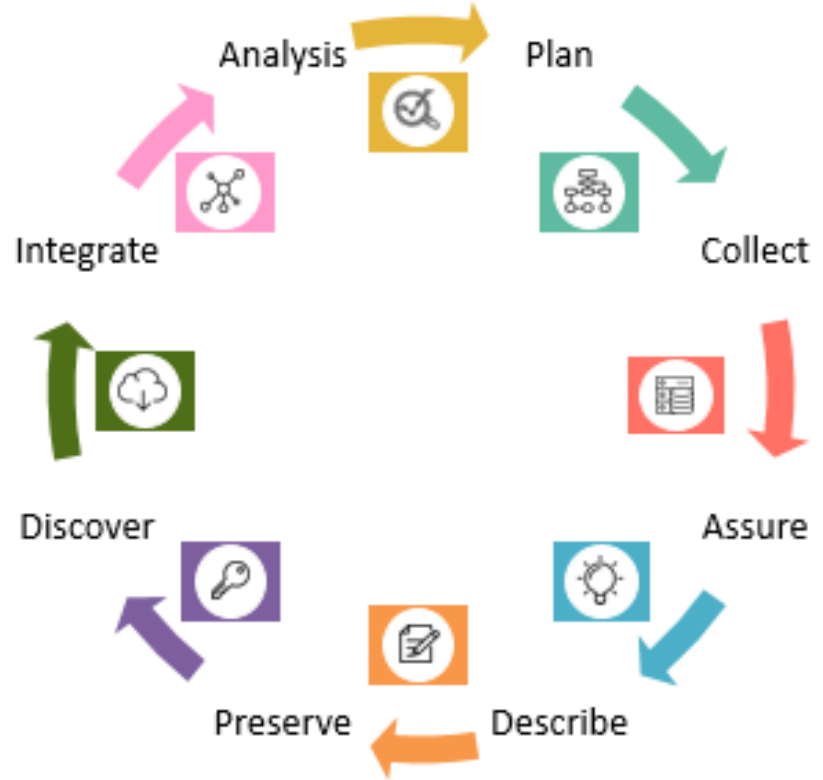 Analysis
Plan
Collect
Assure
Describe
Preserve
Discover
Integrate